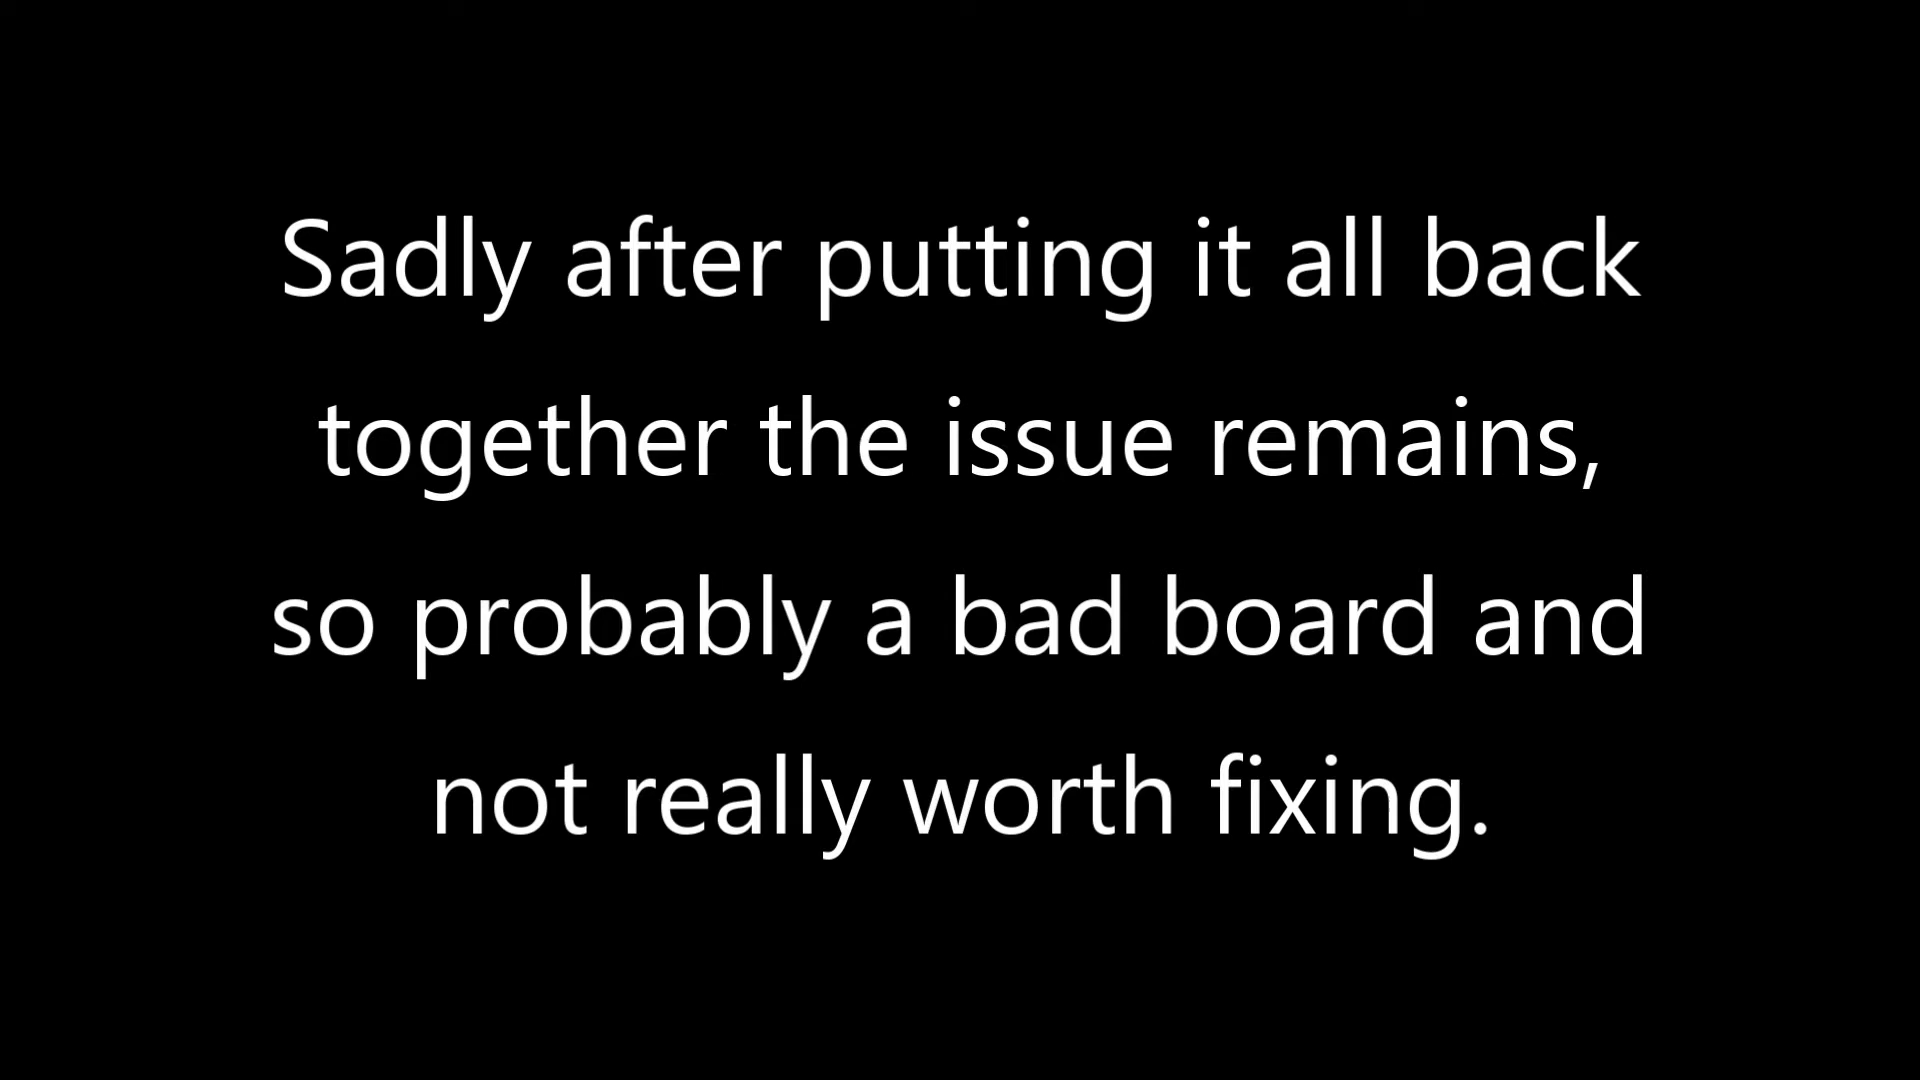 Sadly after putting it all back
together the issue remains,
so probably a bad board and
not really worth fixing.